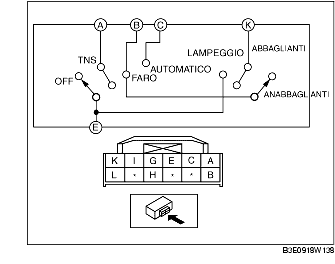 A B C K
TNS
LAMPEGGIO
ABBAGLIANTI
AUTOMATICO
OFF
FARO
ANABBAGLIANTI
E
K I G E C A
L * H * * B
B3E0918W138